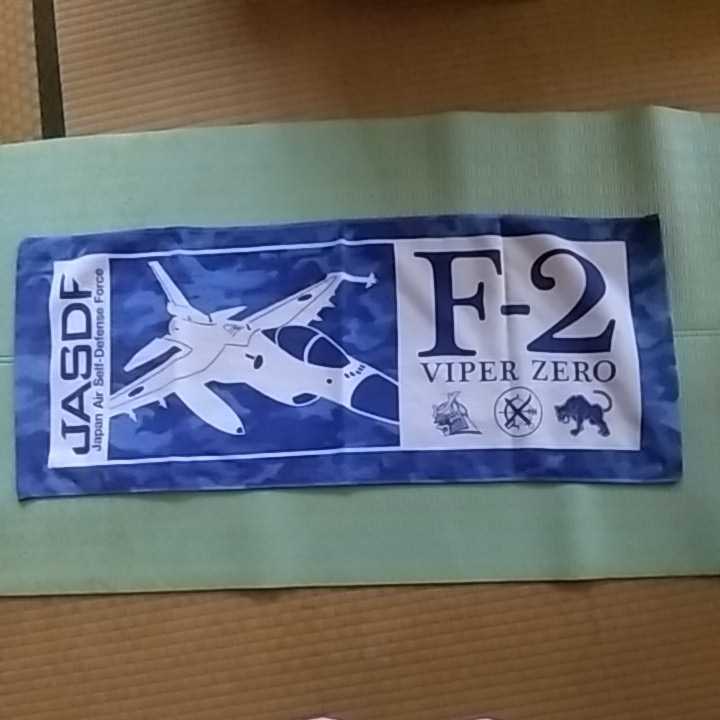 JASDF
Japan Air Self-Defense Force
F-2
VIPER ZERO